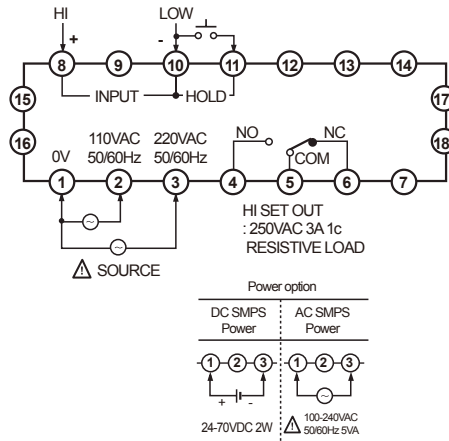 HI
LOW
+
-
8
9
10
11
12
13
14
INPUT
HOLD
15
17
16
18
0V
110VAC
50/60Hz
220VAC
50/60Hz
NO
NC
COM
1
2
3
4
5
6
7
HI SET OUT
: 250VAC 3A 1c
RESISTIVE LOAD
SOURCE
Power option
DC SMPS
Power
AC SMPS
Power
1
2
3
1
2
3
+ -
24-70VDC 2W
100-240VAC
50/60Hz 5VA